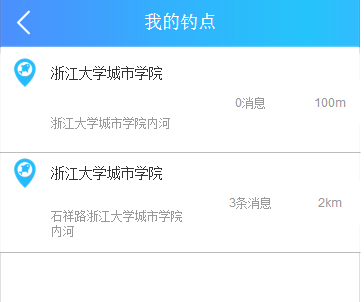 我的钓点
浙江大学城市学院
0消息 100m
浙江大学城市学院内河
浙江大学城市学院
3条消息 2km
石祥路浙江大学城市学院
内河